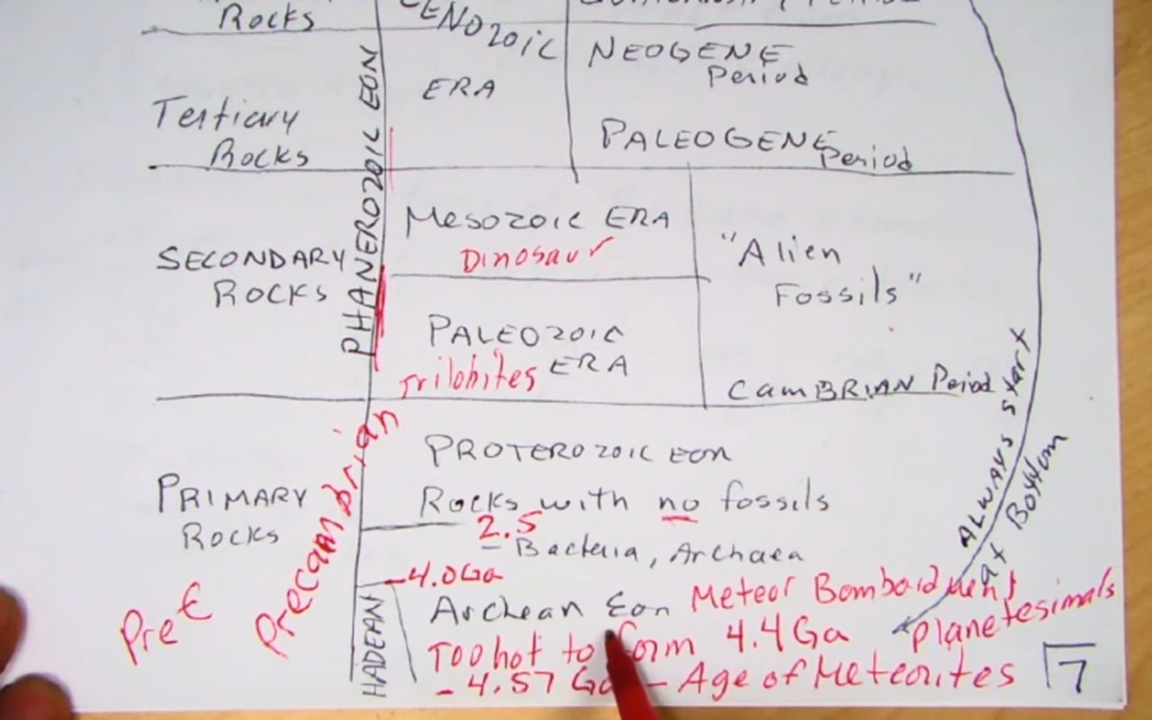 Rocks
CENOZOIC
ERA
NEOGENE
Period
Tertiary
Rocks
PALEOGENE
Period
PHANEROZOIC EON
SECONDARY
ROCKS
Mesozoic ERA
Dinosaur
"Alien
Fossils"
PALEOZOIC
ERA
Trilobites
CamBRIAN Period
ALWAYS start
at Bottom
PRIMARY
Rocks
Precambrian
Pre Ꞓ
PROTEROZOIC EON
Rocks with no fossils
2.5
- Bacteria, Archaea
- 4.0Ga
HADEAN
Archean Eon
Meteor Bombardment
Too hot to form 4.4Ga
Planetesimals
- 4.57 Ga - Age of Meteorites
7